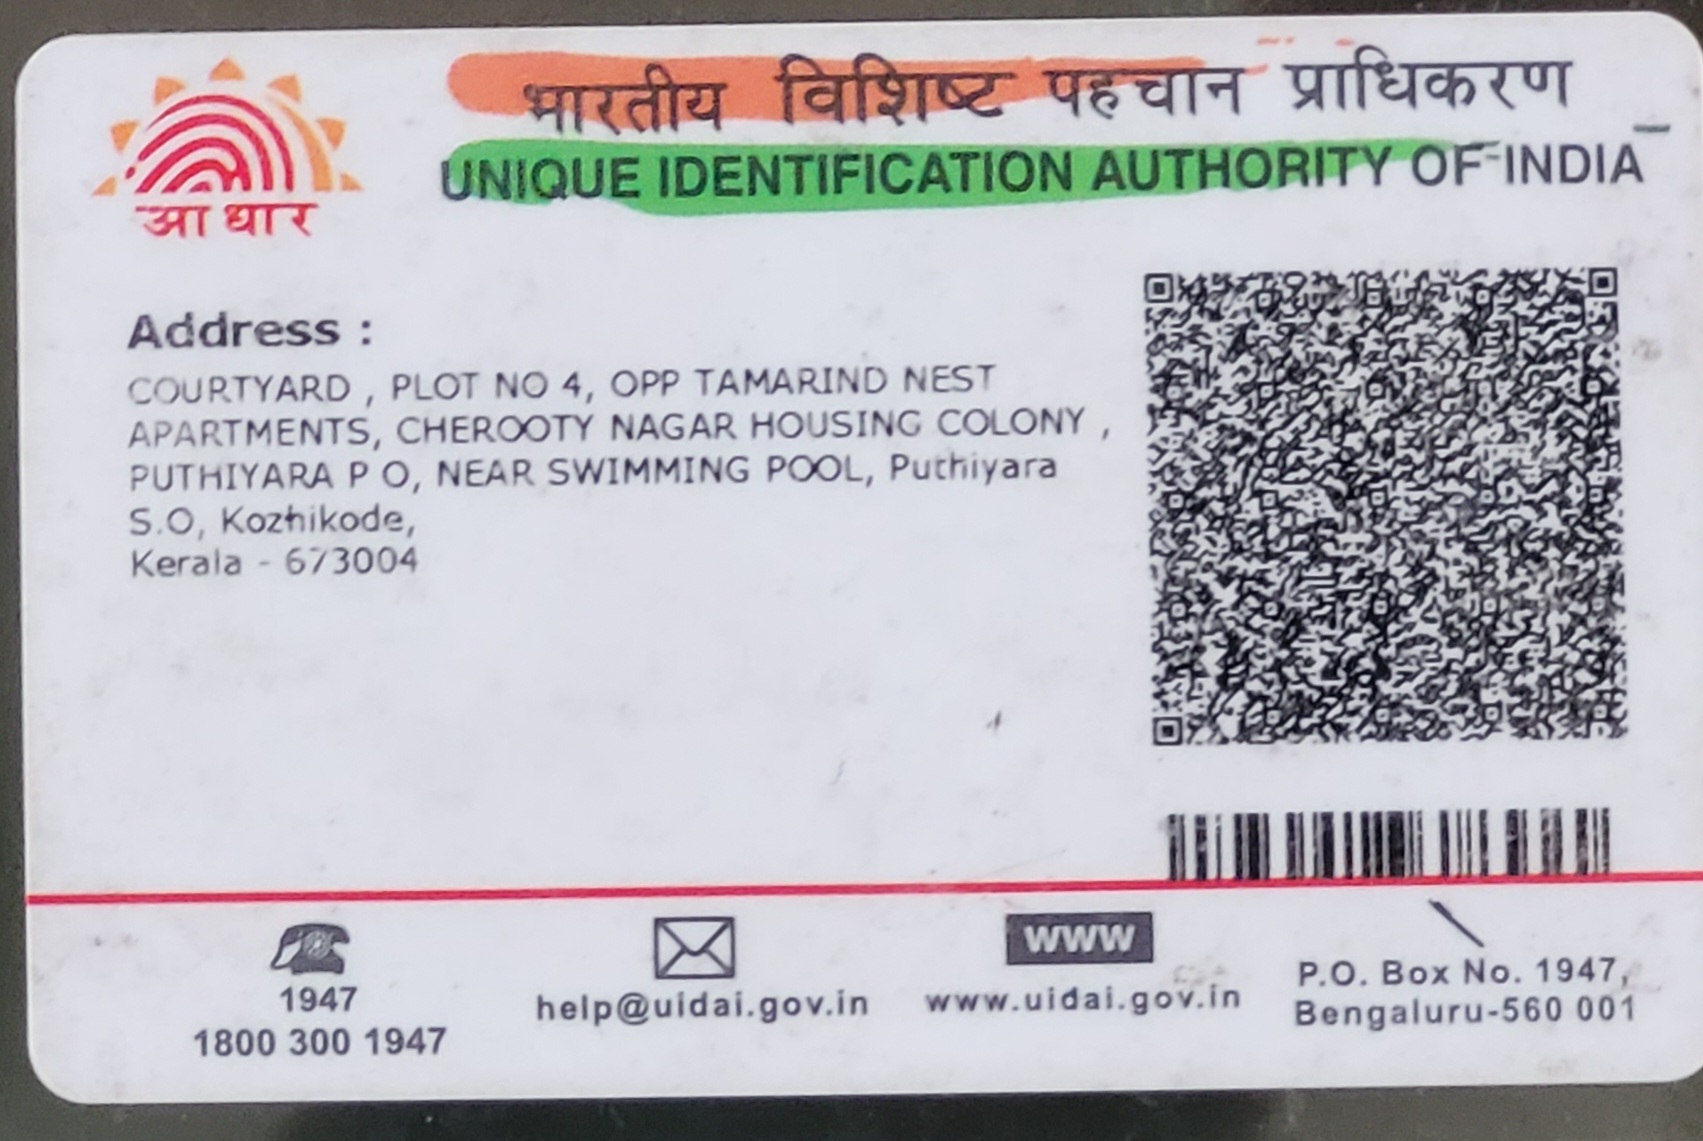 भारतीय विशिष्ट पहचान प्राधिकरण
UNIQUE IDENTIFICATION AUTHORITY OF INDIA
आधार
Address :
COURTYARD , PLOT NO 4, OPP TAMARIND NEST
APARTMENTS, CHEROOTY NAGAR HOUSING COLONY ,
PUTHIYARA P O, NEAR SWIMMING POOL, Puthiyara
S.O, Kozhikode,
Kerala - 673004
1947
1800 300 1947
help@uidai.gov.in
www
www.uidai.gov.in
P.O. Box No. 1947,
Bengaluru-560 001